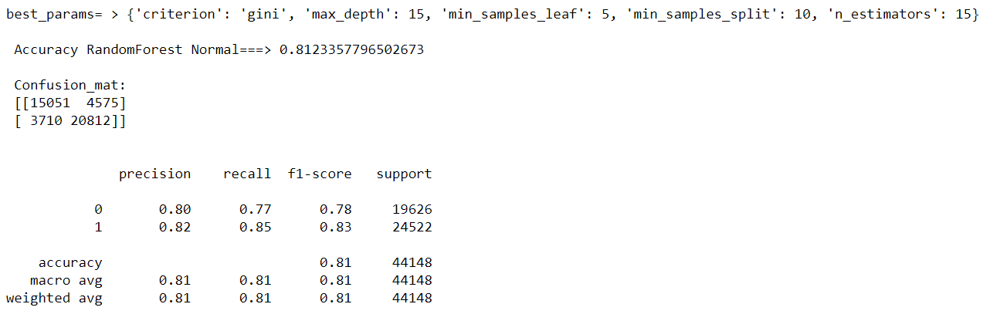 best_params= > {'criterion': 'gini', 'max_depth': 15, 'min_samples_leaf': 5, 'min_samples_split': 10, 'n_estimators': 15}
Accuracy RandomForest Normal===> 0.8123357796502673
Confusion_mat:
[[15051  4575]
[ 3710 20812]]
precision    recall  f1-score   support
0       0.80      0.77      0.78     19626
1       0.82      0.85      0.83     24522
accuracy                           0.81     44148
macro avg       0.81      0.81      0.81     44148
weighted avg       0.81      0.81      0.81     44148